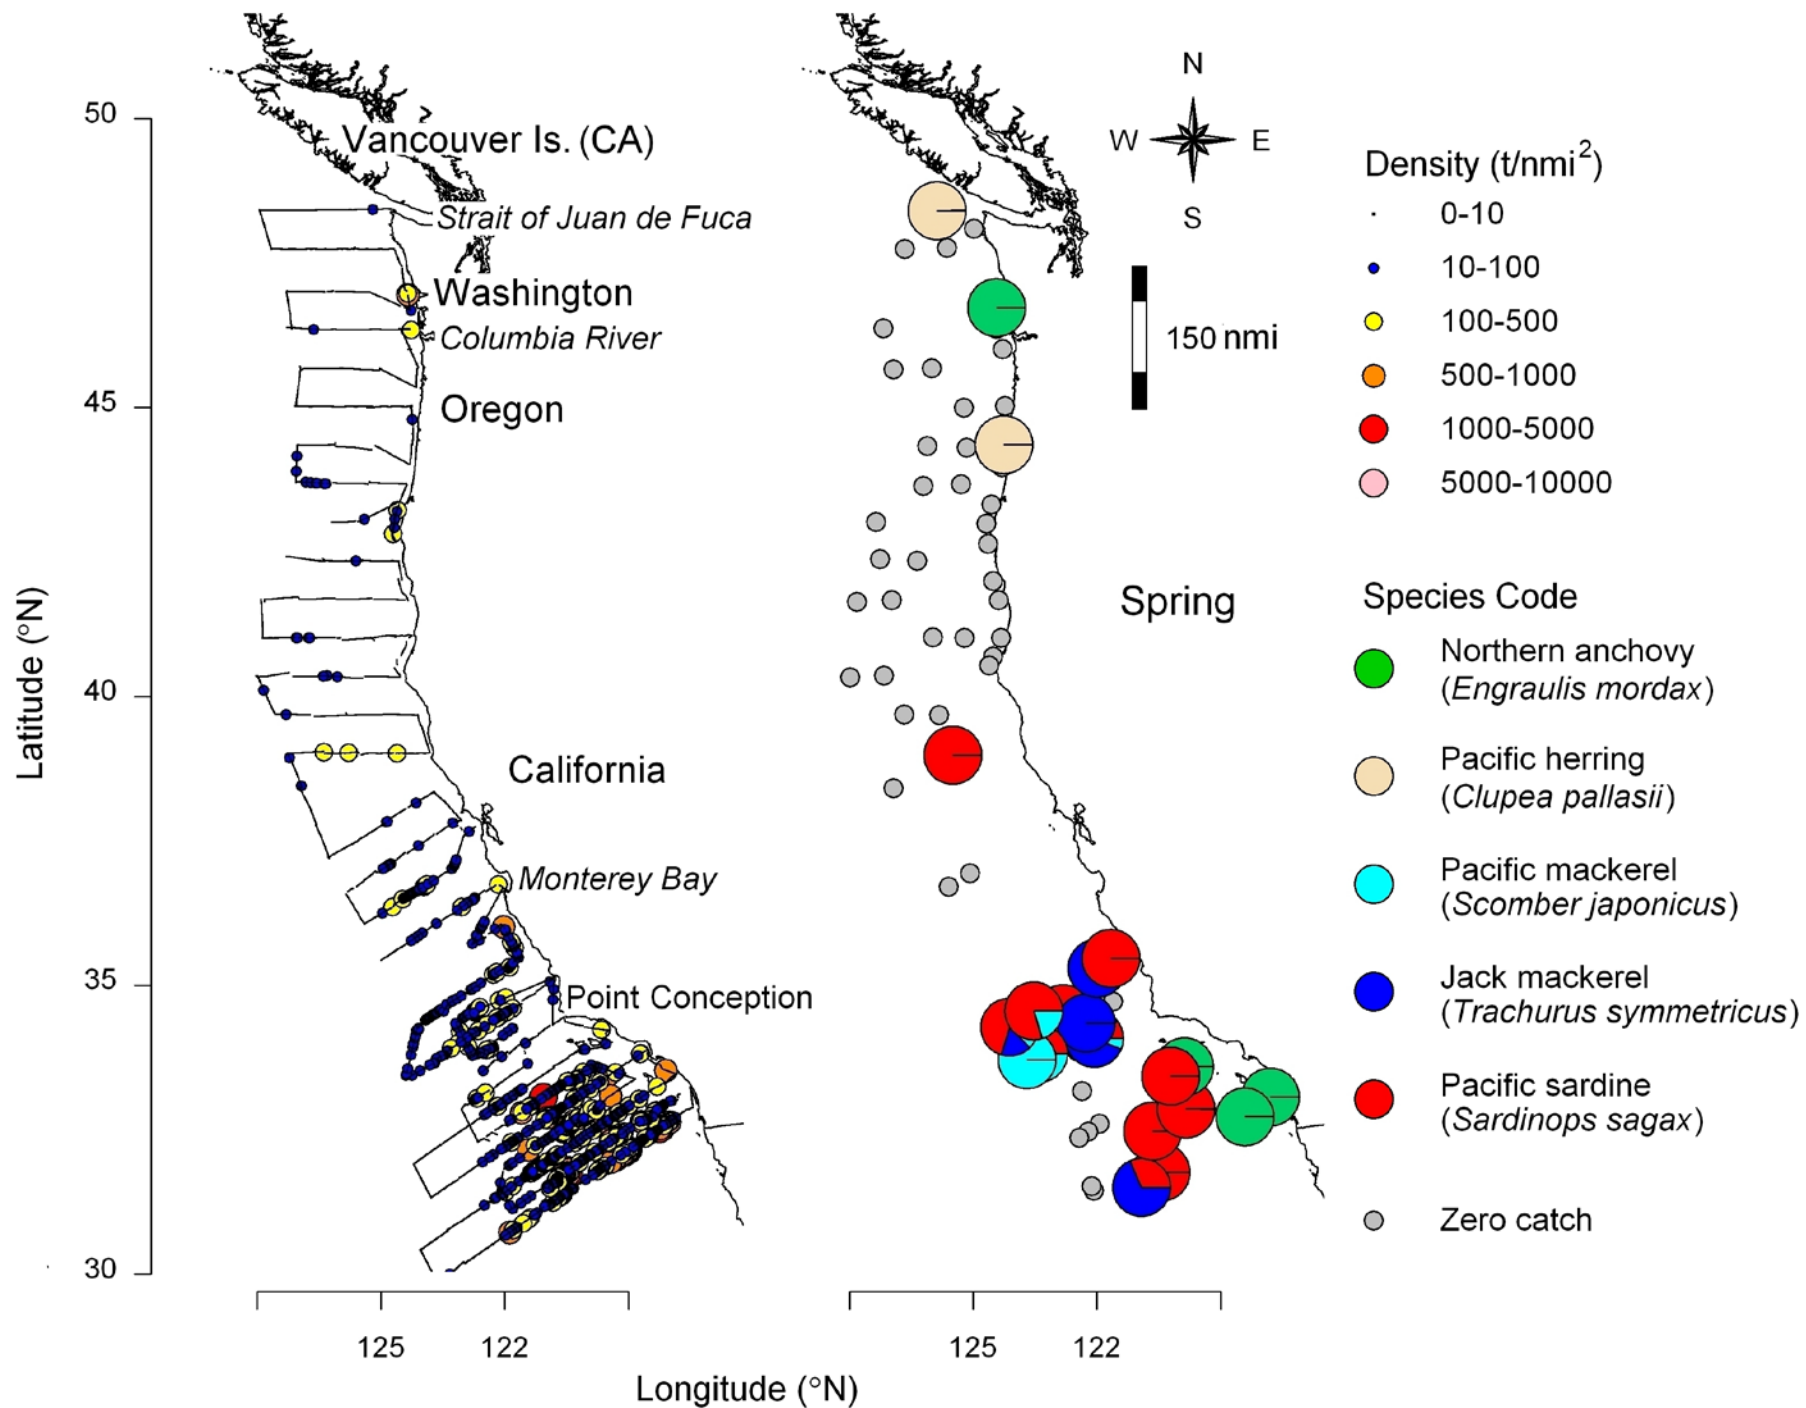 50
45
40
35
30
Latitude (°N)
Vancouver Is. (CA)
Strait of Juan de Fuca
Washington
Columbia River
Oregon
California
Monterey Bay
Point Conception
125
122
125
122
Longitude (°N)
N
W
E
S
150 nmi
Spring
Density (t/nmi²)
0-10
10-100
100-500
500-1000
1000-5000
5000-10000
Species Code
Northern anchovy
(Engraulis mordax)
Pacific herring
(Clupea pallasii)
Pacific mackerel
(Scomber japonicus)
Jack mackerel
(Trachurus symmetricus)
Pacific sardine
(Sardinops sagax)
Zero catch